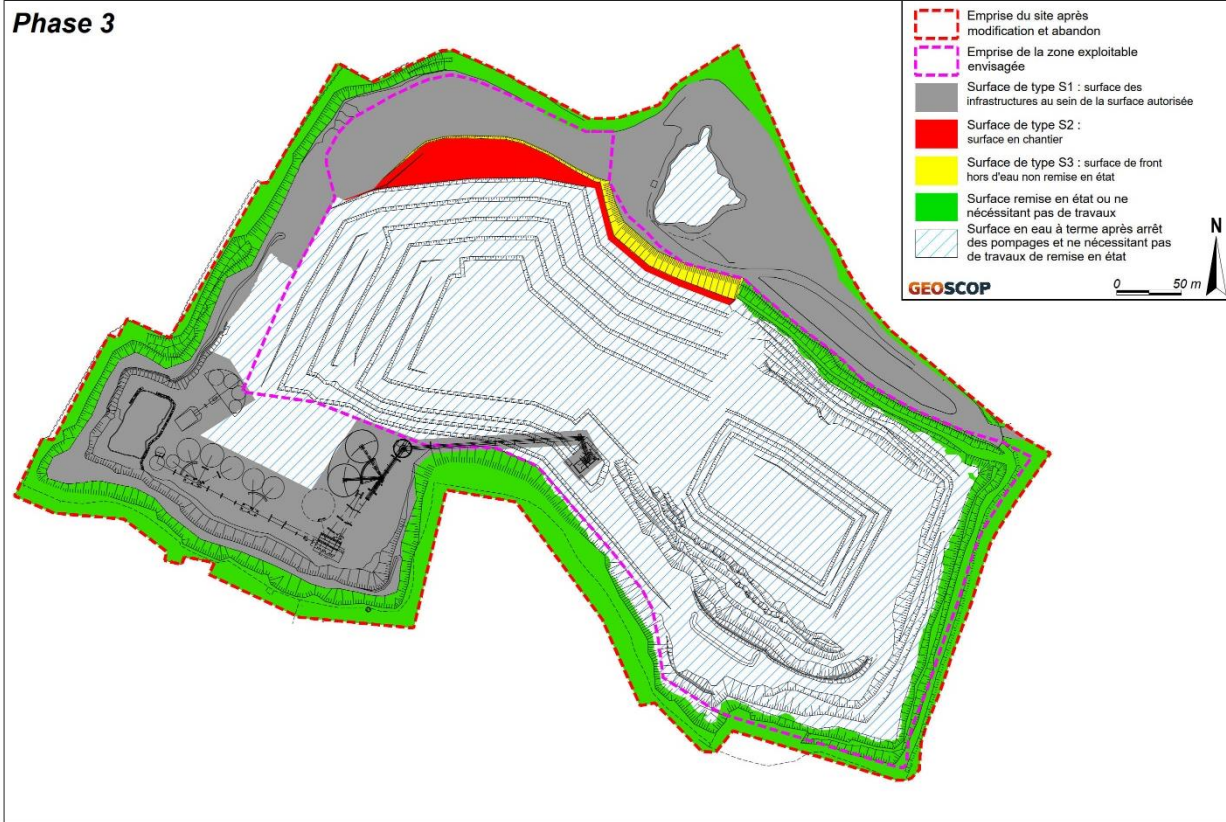 Phase 3
Emprise du site après
modification et abandon
Emprise de la zone exploitable
envisagée
Surface de type S1 : surface des
infrastructures au sein de la surface autorisée
Surface de type S2 :
surface en chantier
Surface de type S3 : surface de front
hors d'eau non remise en état
Surface remise en état ou ne
nécéssitant pas de travaux
Surface en eau à terme après arrêt
des pompages et ne nécessitant pas
de travaux de remise en état
N
GEOSCOP
0 50 m